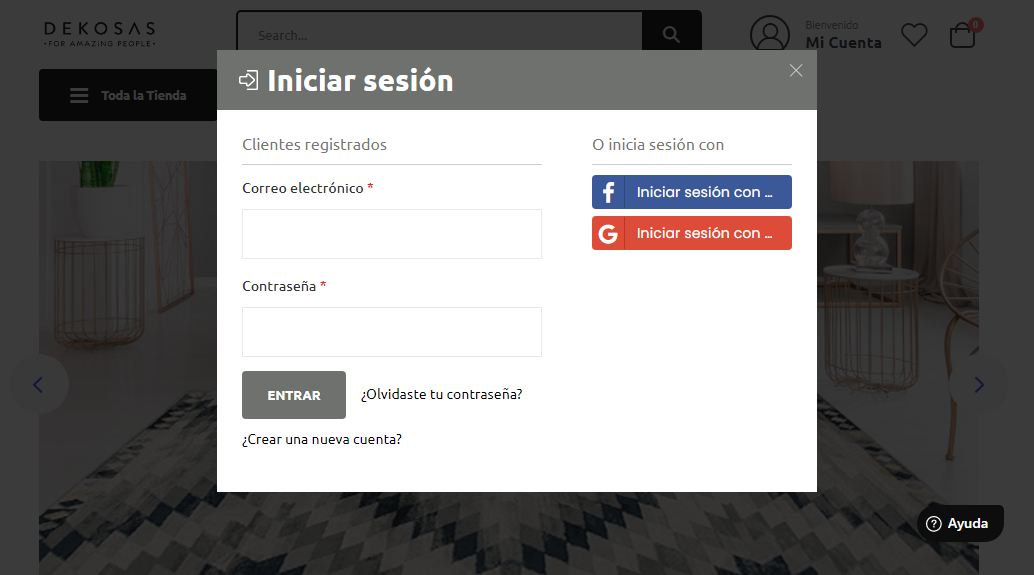 DEKOSAS
•FOR AMAZING PEOPLE•
Search...
Bienvenido
Mi Cuenta
0
Toda la Tienda
Iniciar sesión
Clientes registrados
O inicia sesión con
Correo electrónico *
Iniciar sesión con ...
Iniciar sesión con ...
Contraseña *
ENTRAR
¿Olvidaste tu contraseña?
¿Crear una nueva cuenta?
Ayuda